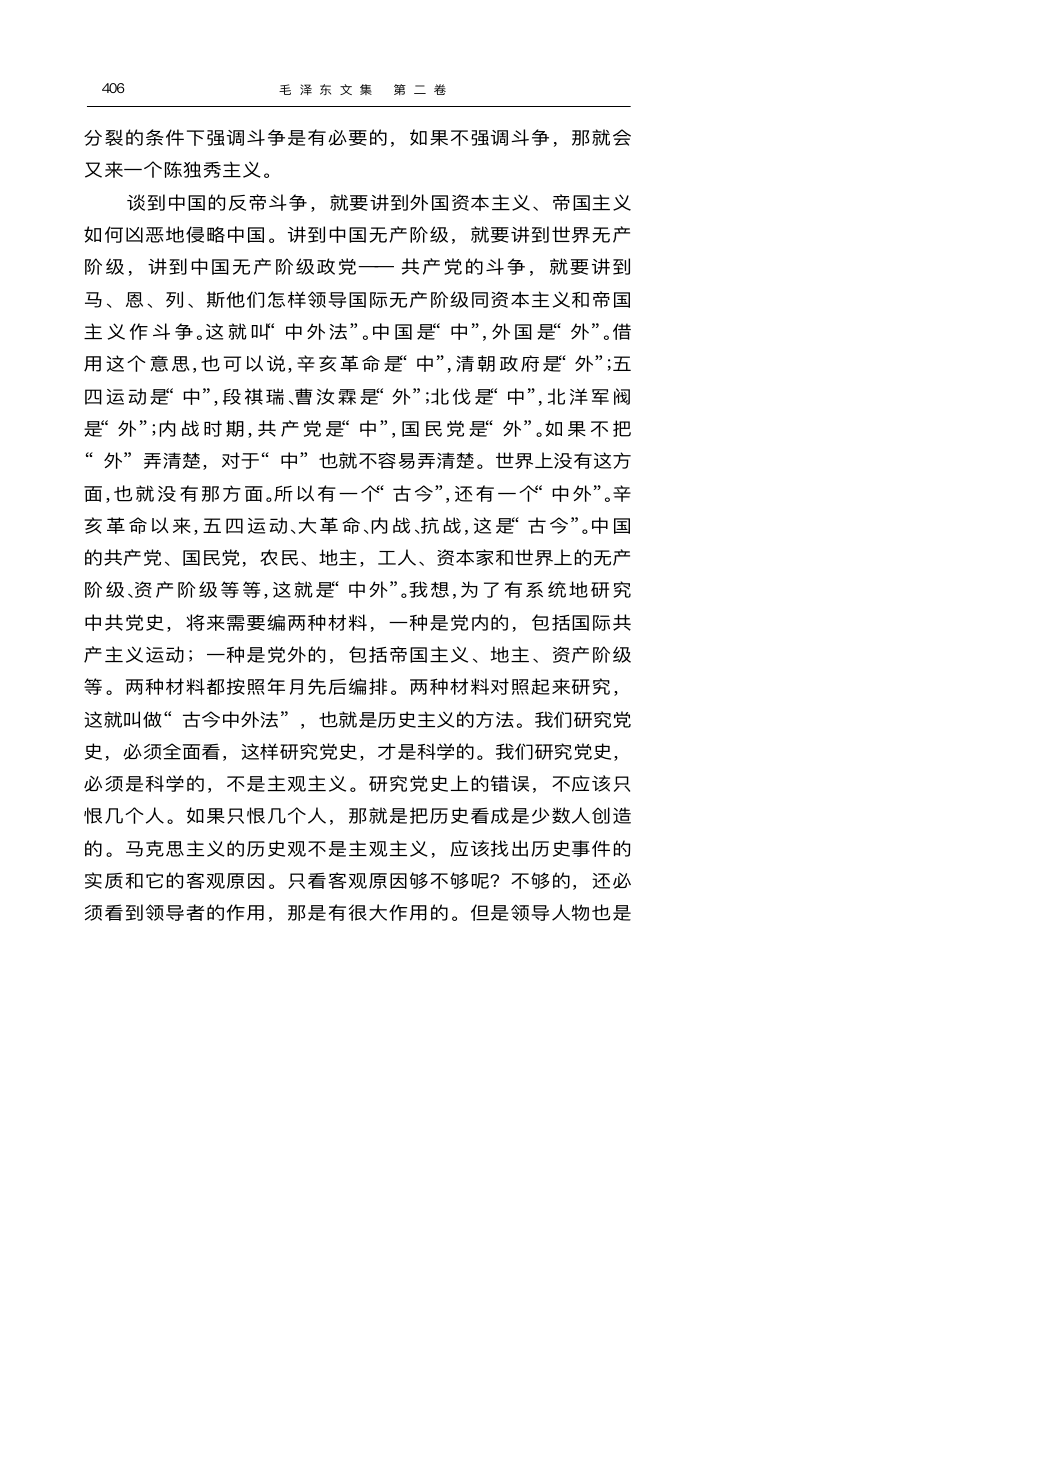 406 毛泽东文集 第二卷
分裂的条件下强调斗争是有必要的，如果不强调斗争，那就会
又来一个陈独秀主义。
谈到中国的反帝斗争，就要讲到外国资本主义、帝国主义
如何凶恶地侵略中国。讲到中国无产阶级，就要讲到世界无产
阶级，讲到中国无产阶级政党——共产党的斗争，就要讲到
马、恩、列、斯他们怎样领导国际无产阶级同资本主义和帝国
主义作斗争。这就叫“中外法”。中国是“中”，外国是“外”。借
用这个意思，也可以说，辛亥革命是“中”，清朝政府是“外”；五
四运动是“中”，段祺瑞、曹汝霖是“外”；北伐是“中”，北洋军阀
是“外”；内战时期，共产党是“中”，国民党是“外”。如果不把
“外”弄清楚，对于“中”也就不容易弄清楚。世界上没有这方
面，也就没有那方面。所以有一个“古今”，还有一个“中外”。辛
亥革命以来，五四运动、大革命、内战、抗战，这是“古今”。中国
的共产党、国民党，农民、地主，工人、资本家和世界上的无产
阶级、资产阶级等等，这就是“中外”。我想，为了有系统地研究
中共党史，将来需要编两种材料，一种是党内的，包括国际共
产主义运动；一种是党外的，包括帝国主义、地主、资产阶级
等。两种材料都按照年月先后编排。两种材料对照起来研究，
这就叫做“古今中外法”，也就是历史主义的方法。我们研究党
史，必须全面看，这样研究党史，才是科学的。我们研究党史，
必须是科学的，不是主观主义。研究党史上的错误，不应该只
恨几个人。如果只恨几个人，那就是把历史看成是少数人创造
的。马克思主义的历史观不是主观主义，应该找出历史事件的
实质和它的客观原因。只看客观原因够不够呢？不够的，还必
须看到领导者的作用，那是有很大作用的。但是领导人物也是